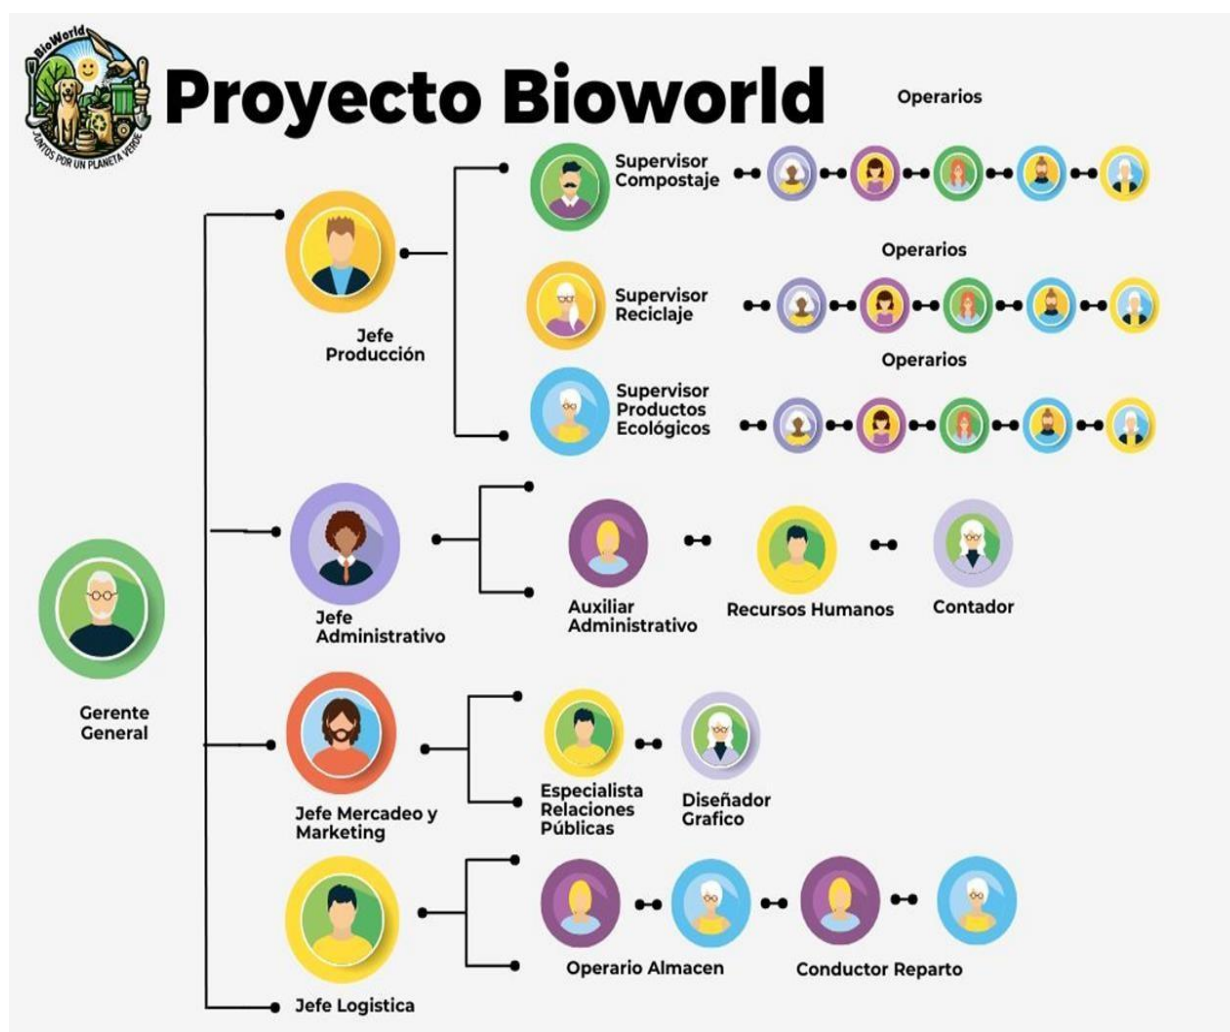 BioWorld
JUNTOS POR UN PLANETA VERDE
Proyecto Bioworld
Operarios
Supervisor
Compostaje
Operarios
Supervisor
Reciclaje
Jefe
Producción
Operarios
Supervisor
Productos
Ecológicos
Jefe
Administrativo
Auxiliar
Administrativo
Recursos Humanos
Contador
Gerente
General
Jefe Mercadeo y
Marketing
Especialista
Relaciones
Públicas
Diseñador
Grafico
Operario Almacen
Conductor Reparto
Jefe Logistica